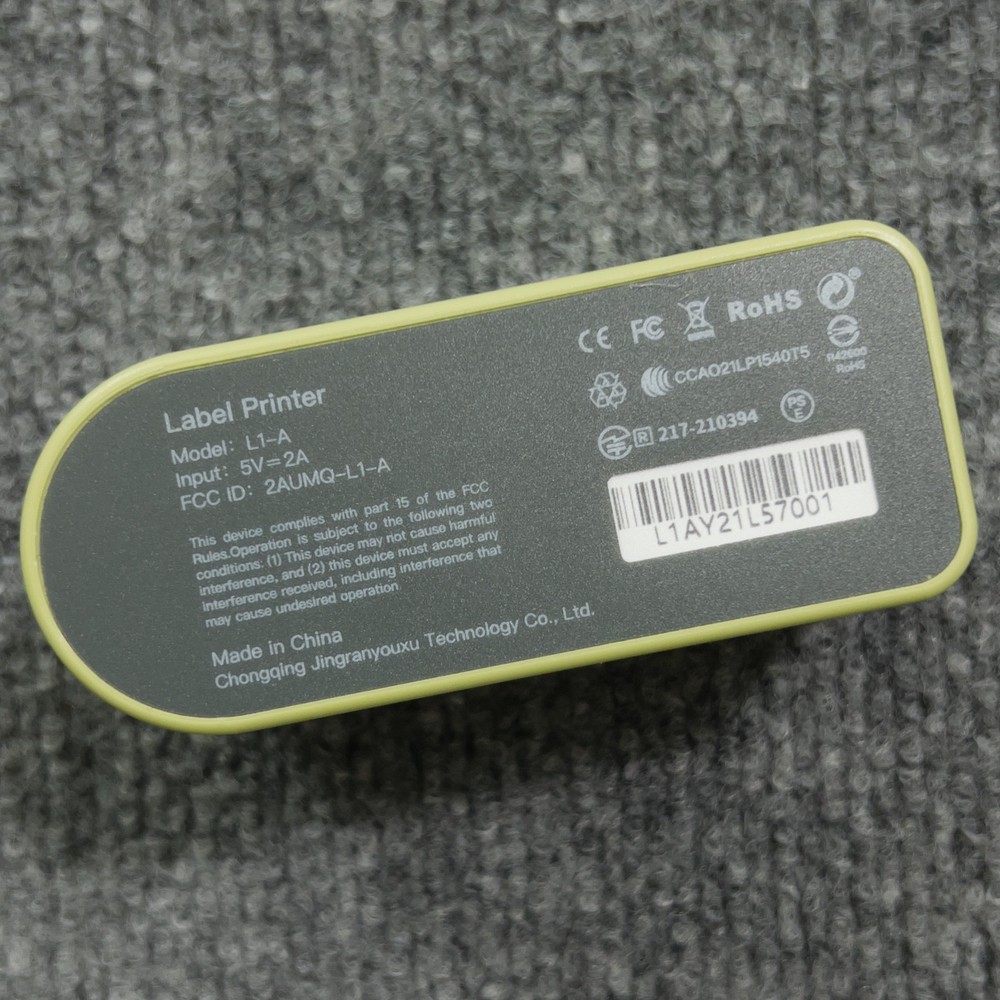 Label Printer
Model: L1-A
Input: 5V=2A
FCC ID: 2AUMQ-L1-A
This device complies with part 15 of the FCC
Rules.Operation is subject to the following two
conditions: (1) This device may not cause harmful
interference, and (2) this device must accept any
interference received, including interference that
may cause undesired operation
Made in China
Chongqing Jingranyouxu Technology Co., Ltd.
CE FC RoHS ®
R42600
RoHS
CCAO21LP1540T5
R 217-210394
PS
E
L1AY21L57001